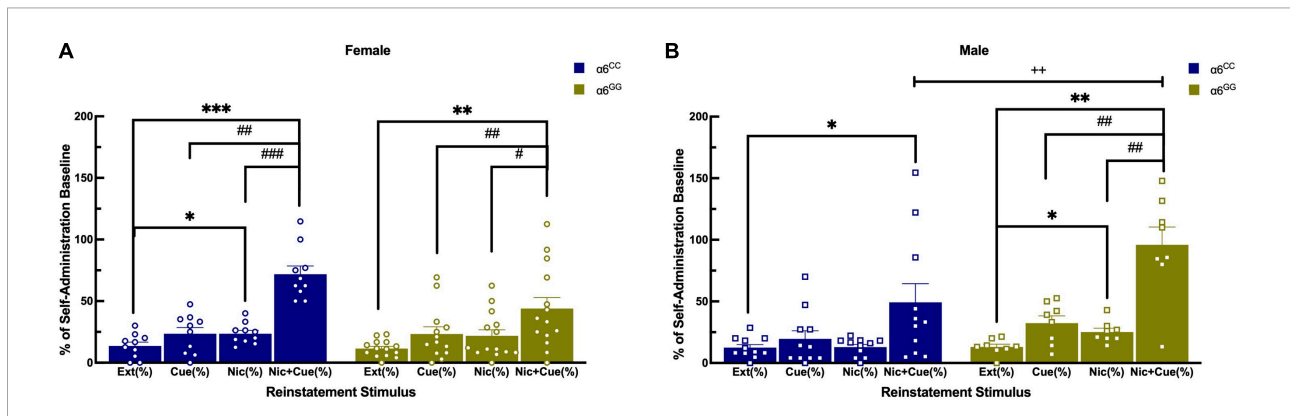 A
Female
α6CC
α6GG
% of Self-Administration Baseline
200
150
100
50
0
***
##
###
*
**
##
#
Ext(%) Cue(%) Nic(%) Nic+Cue(%) Ext(%) Cue(%) Nic(%) Nic+Cue(%)
Reinstatement Stimulus
B
Male
α6CC
α6GG
% of Self-Administration Baseline
200
150
100
50
0
++
*
**
##
##
*
Ext(%) Cue(%) Nic(%) Nic+Cue(%) Ext(%) Cue(%) Nic(%) Nic+Cue(%)
Reinstatement Stimulus